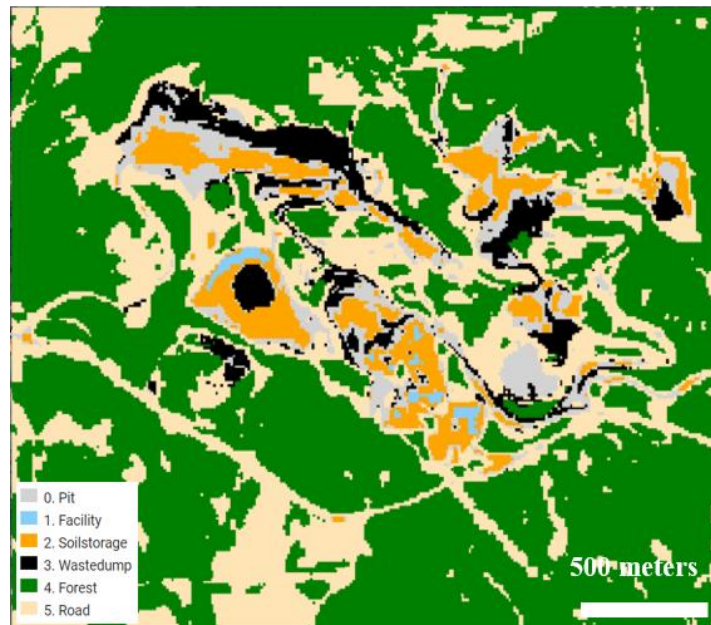 0. Pit
1. Facility
2. Soilstorage
3. Wastedump
4. Forest
5. Road
500 meters